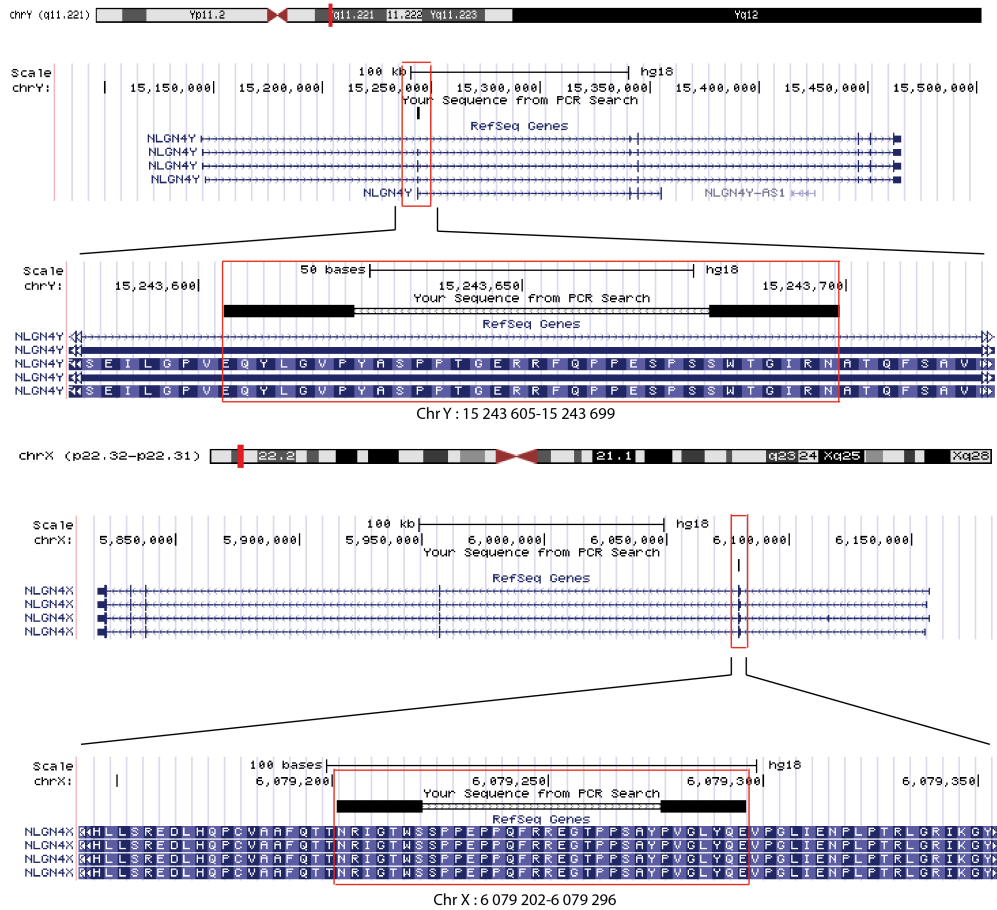 chrY (q11.221) Yp11.2 q11.221 11.222 Yq11.223 Yq12
Scale 100 kb hg18
chrY: 15,150,000 15,200,000 15,250,000 15,300,000 15,350,000 15,400,000 15,450,000 15,500,000
Your Sequence from PCR Search
RefSeq Genes
NLGN4Y
NLGN4Y
NLGN4Y
NLGN4Y
NLGN4Y NLGN4Y-AS1
Scale 50 bases hg18
chrY: 15,243,600 15,243,650 15,243,700
Your Sequence from PCR Search
RefSeq Genes
NLGN4Y
NLGN4Y
NLGN4Y S E I L G P V E Q Y L G V P Y A S P P T G E R R F Q P P E S P S S W T G I R N A T Q F S A V
NLGN4Y
NLGN4Y S E I L G P V E Q Y L G V P Y A S P P T G E R R F Q P P E S P S S W T G I R N A T Q F S A V
Chr Y : 15 243 605-15 243 699
chrX (p22.32-p22.31) 22.2 21.1 q23 24 Xq25 Xq28
Scale 100 kb hg18
chrX: 5,850,000 5,900,000 5,950,000 6,000,000 6,050,000 6,100,000 6,150,000
Your Sequence from PCR Search
RefSeq Genes
NLGN4X
NLGN4X
NLGN4X
NLGN4X
Scale 100 bases hg18
chrX: 6,079,200 6,079,250 6,079,300 6,079,350
Your Sequence from PCR Search
RefSeq Genes
NLGN4X H L L S R E D L H Q P C V A A F Q T T N R I G T W S S P P E P P Q F R R E G T P P S A Y P V G L Y Q E V P G L I E N P L P T R L G R I K G Y
NLGN4X H L L S R E D L H Q P C V A A F Q T T N R I G T W S S P P E P P Q F R R E G T P P S A Y P V G L Y Q E V P G L I E N P L P T R L G R I K G Y
NLGN4X H L L S R E D L H Q P C V A A F Q T T N R I G T W S S P P E P P Q F R R E G T P P S A Y P V G L Y Q E V P G L I E N P L P T R L G R I K G Y
NLGN4X H L L S R E D L H Q P C V A A F Q T T N R I G T W S S P P E P P Q F R R E G T P P S A Y P V G L Y Q E V P G L I E N P L P T R L G R I K G Y
Chr X : 6 079 202-6 079 296